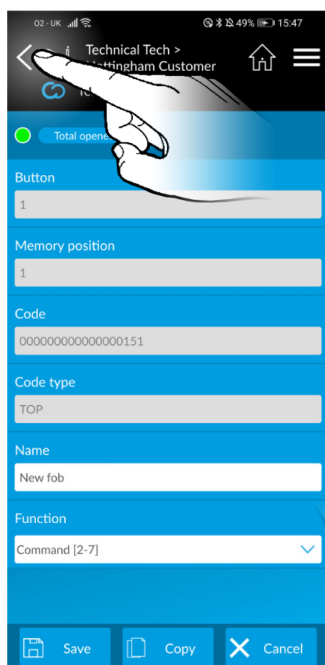 02 - UK 49% 15:47
Technical Tech >
Nottingham Customer
Total opene
Button
1
Memory position
1
Code
000000000000000151
Code type
TOP
Name
New fob
Function
Command [2-7]
Save Copy Cancel